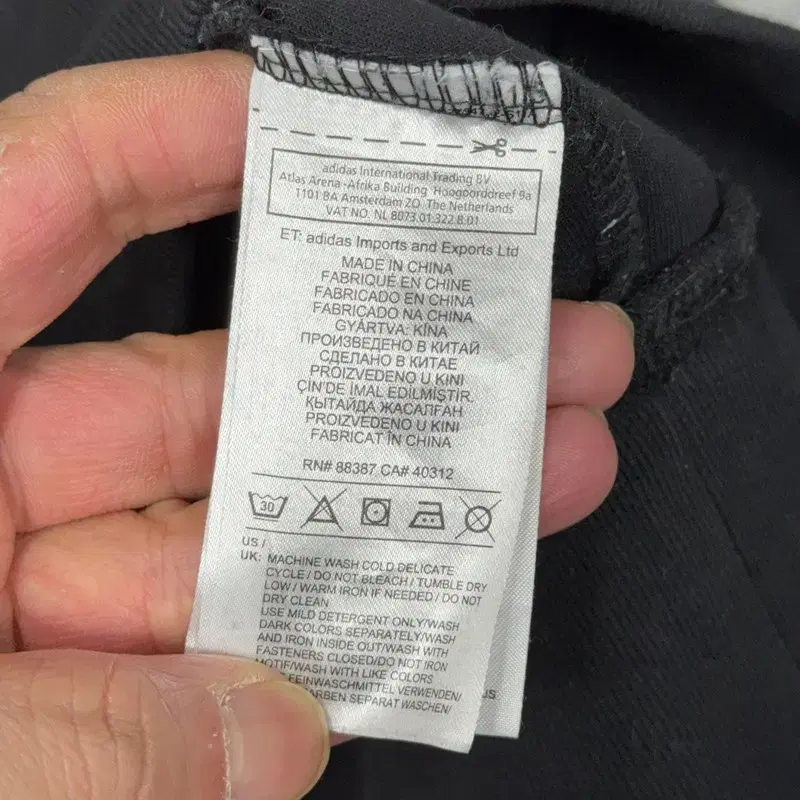 adidas International Trading BV
Atlas Arena -Afrika Building Hoogoorddreef 9a
1101 BA Amsterdam ZO The Netherlands
VAT NO. NL 8073.01.322.B.01
ET: adidas Imports and Exports Ltd
MADE IN CHINA
FABRIQUÉ EN CHINE
FABRICADO EN CHINA
FABRICADO NA CHINA
GYÁRTVA: KÍNA
ПРОИЗВЕДЕНО В КИТАЙ
СДЕЛАНО В КИТАЕ
PROIZVEDENO U KINI
ÇİN'DE İMAL EDİLMİŞTİR.
ҚЫТАЙДА ЖАСАЛҒАН
PROIZVEDENO U KINI
FABRICAT ÎN CHINA
RN# 88387 CA# 40312
30
US /
UK: MACHINE WASH COLD DELICATE
CYCLE / DO NOT BLEACH / TUMBLE DRY
LOW / WARM IRON IF NEEDED / DO NOT
DRY CLEAN
USE MILD DETERGENT ONLY/WASH
DARK COLORS SEPARATELY/WASH
AND IRON INSIDE OUT/WASH WITH
FASTENERS CLOSED/DO NOT IRON
MOTIF/WASH WITH LIKE COLORS
FEINWASCHMITTEL VERWENDEN/
ARBEN SEPARAT WASCHEN/
US